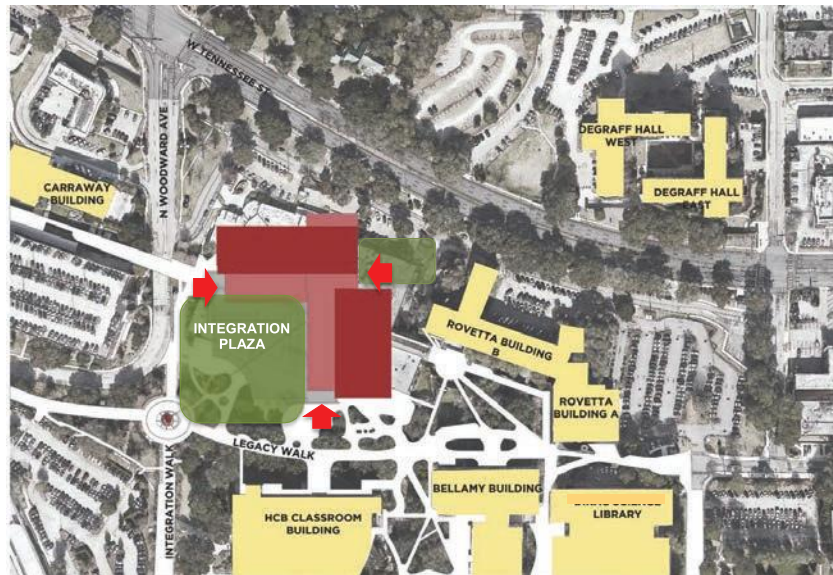 W TENNESSEE ST
N WOODWARD AVE
DEGRAFF HALL
WEST
DEGRAFF HALL
EAST
CARRAWAY
BUILDING
INTEGRATION
PLAZA
ROVETTA BUILDING
B
ROVETTA
BUILDING A
LEGACY WALK
INTEGRATION WALK
BELLAMY BUILDING
HCB CLASSROOM
BUILDING
LIBRARY